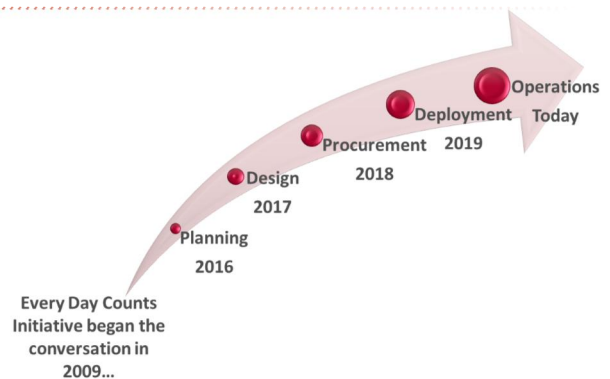 Operations
Today
Deployment
2019
Procurement
2018
Design
2017
Planning
2016
Every Day Counts
Initiative began the
conversation in
2009...